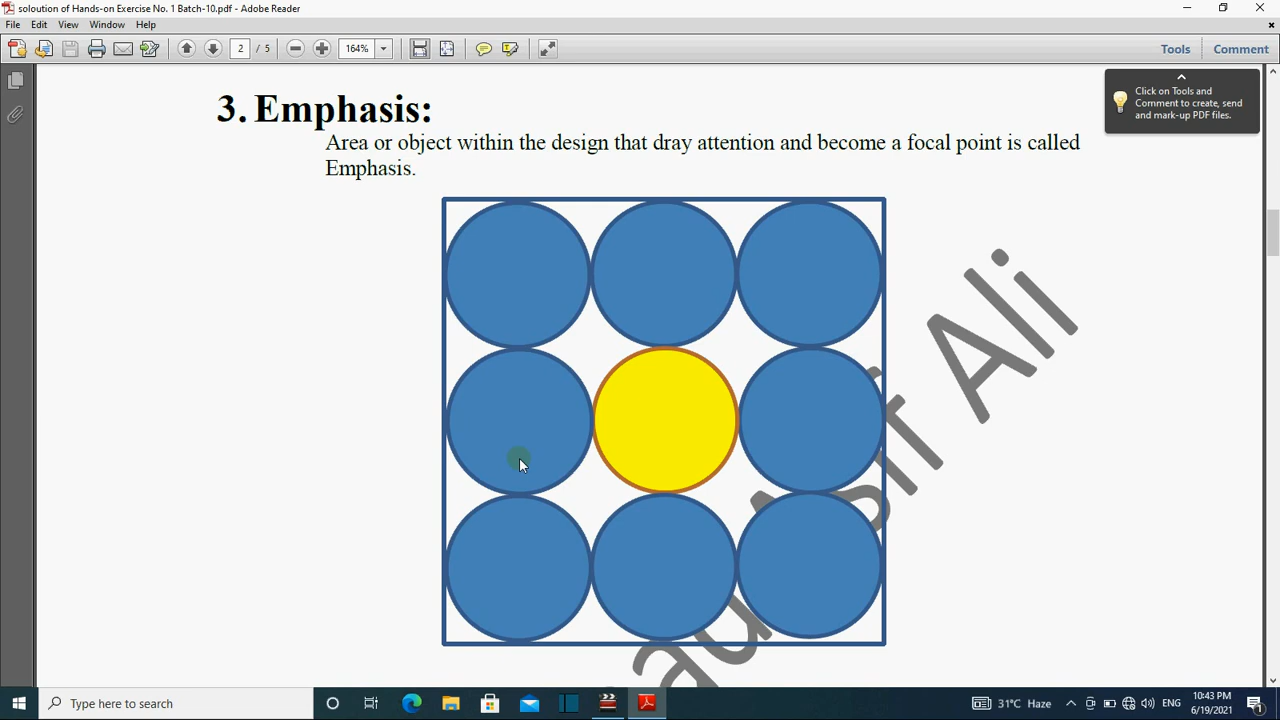 soloution of Hands-on Exercise No. 1 Batch-10.pdf - Adobe Reader
File Edit View Window Help
2 / 5 164% Tools Comment
Click on Tools and
Comment to create, send
and mark-up PDF files.
3. Emphasis:
Area or object within the design that dray attention and become a focal point is called
Emphasis.
Ali
Type here to search
31°C Haze ENG
10:43 PM
6/19/2021